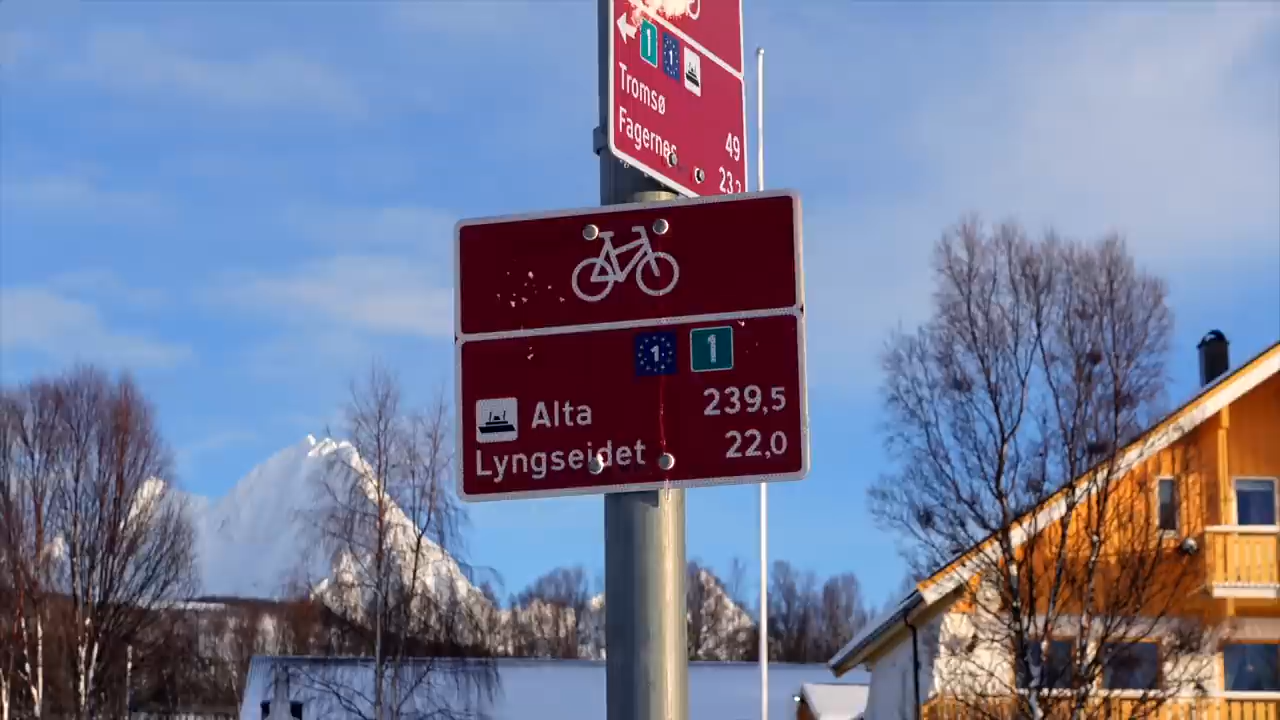 1 1
Tromsø 49
Fagernes
1 1
Alta 239,5
Lyngseidet 22,0